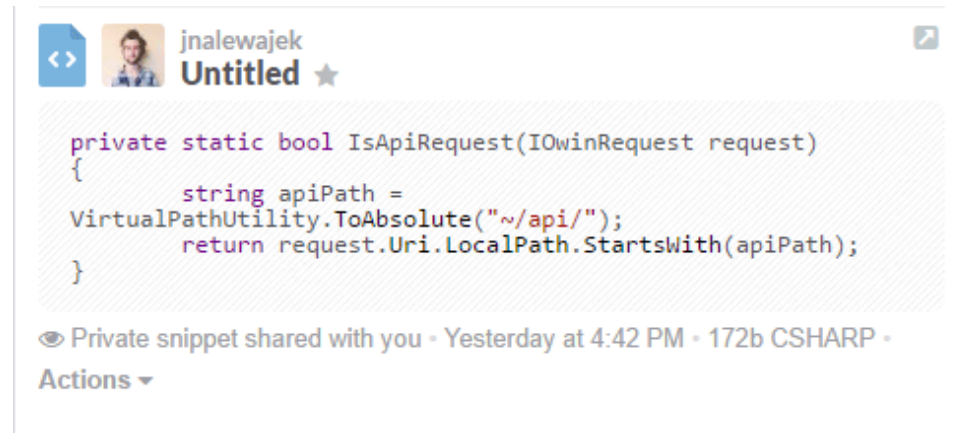 jnalewajek
Untitled
private static bool IsApiRequest(IOwinRequest request)
{
string apiPath =
VirtualPathUtility.ToAbsolute("~/api/");
return request.Uri.LocalPath.StartsWith(apiPath);
}
Private snippet shared with you • Yesterday at 4:42 PM • 172b CSHARP •
Actions